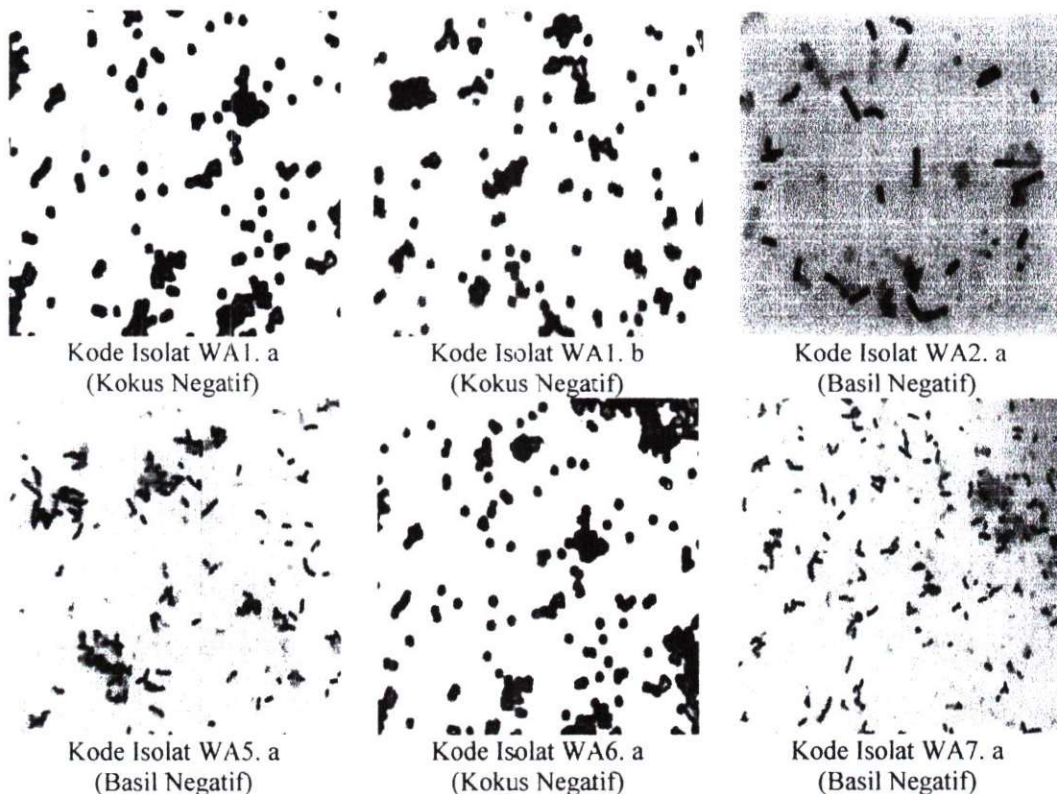 Kode Isolat WA1. a
(Kokus Negatif)
Kode Isolat WA1. b
(Kokus Negatif)
Kode Isolat WA2. a
(Basil Negatif)
Kode Isolat WA5. a
(Basil Negatif)
Kode Isolat WA6. a
(Kokus Negatif)
Kode Isolat WA7. a
(Basil Negatif)